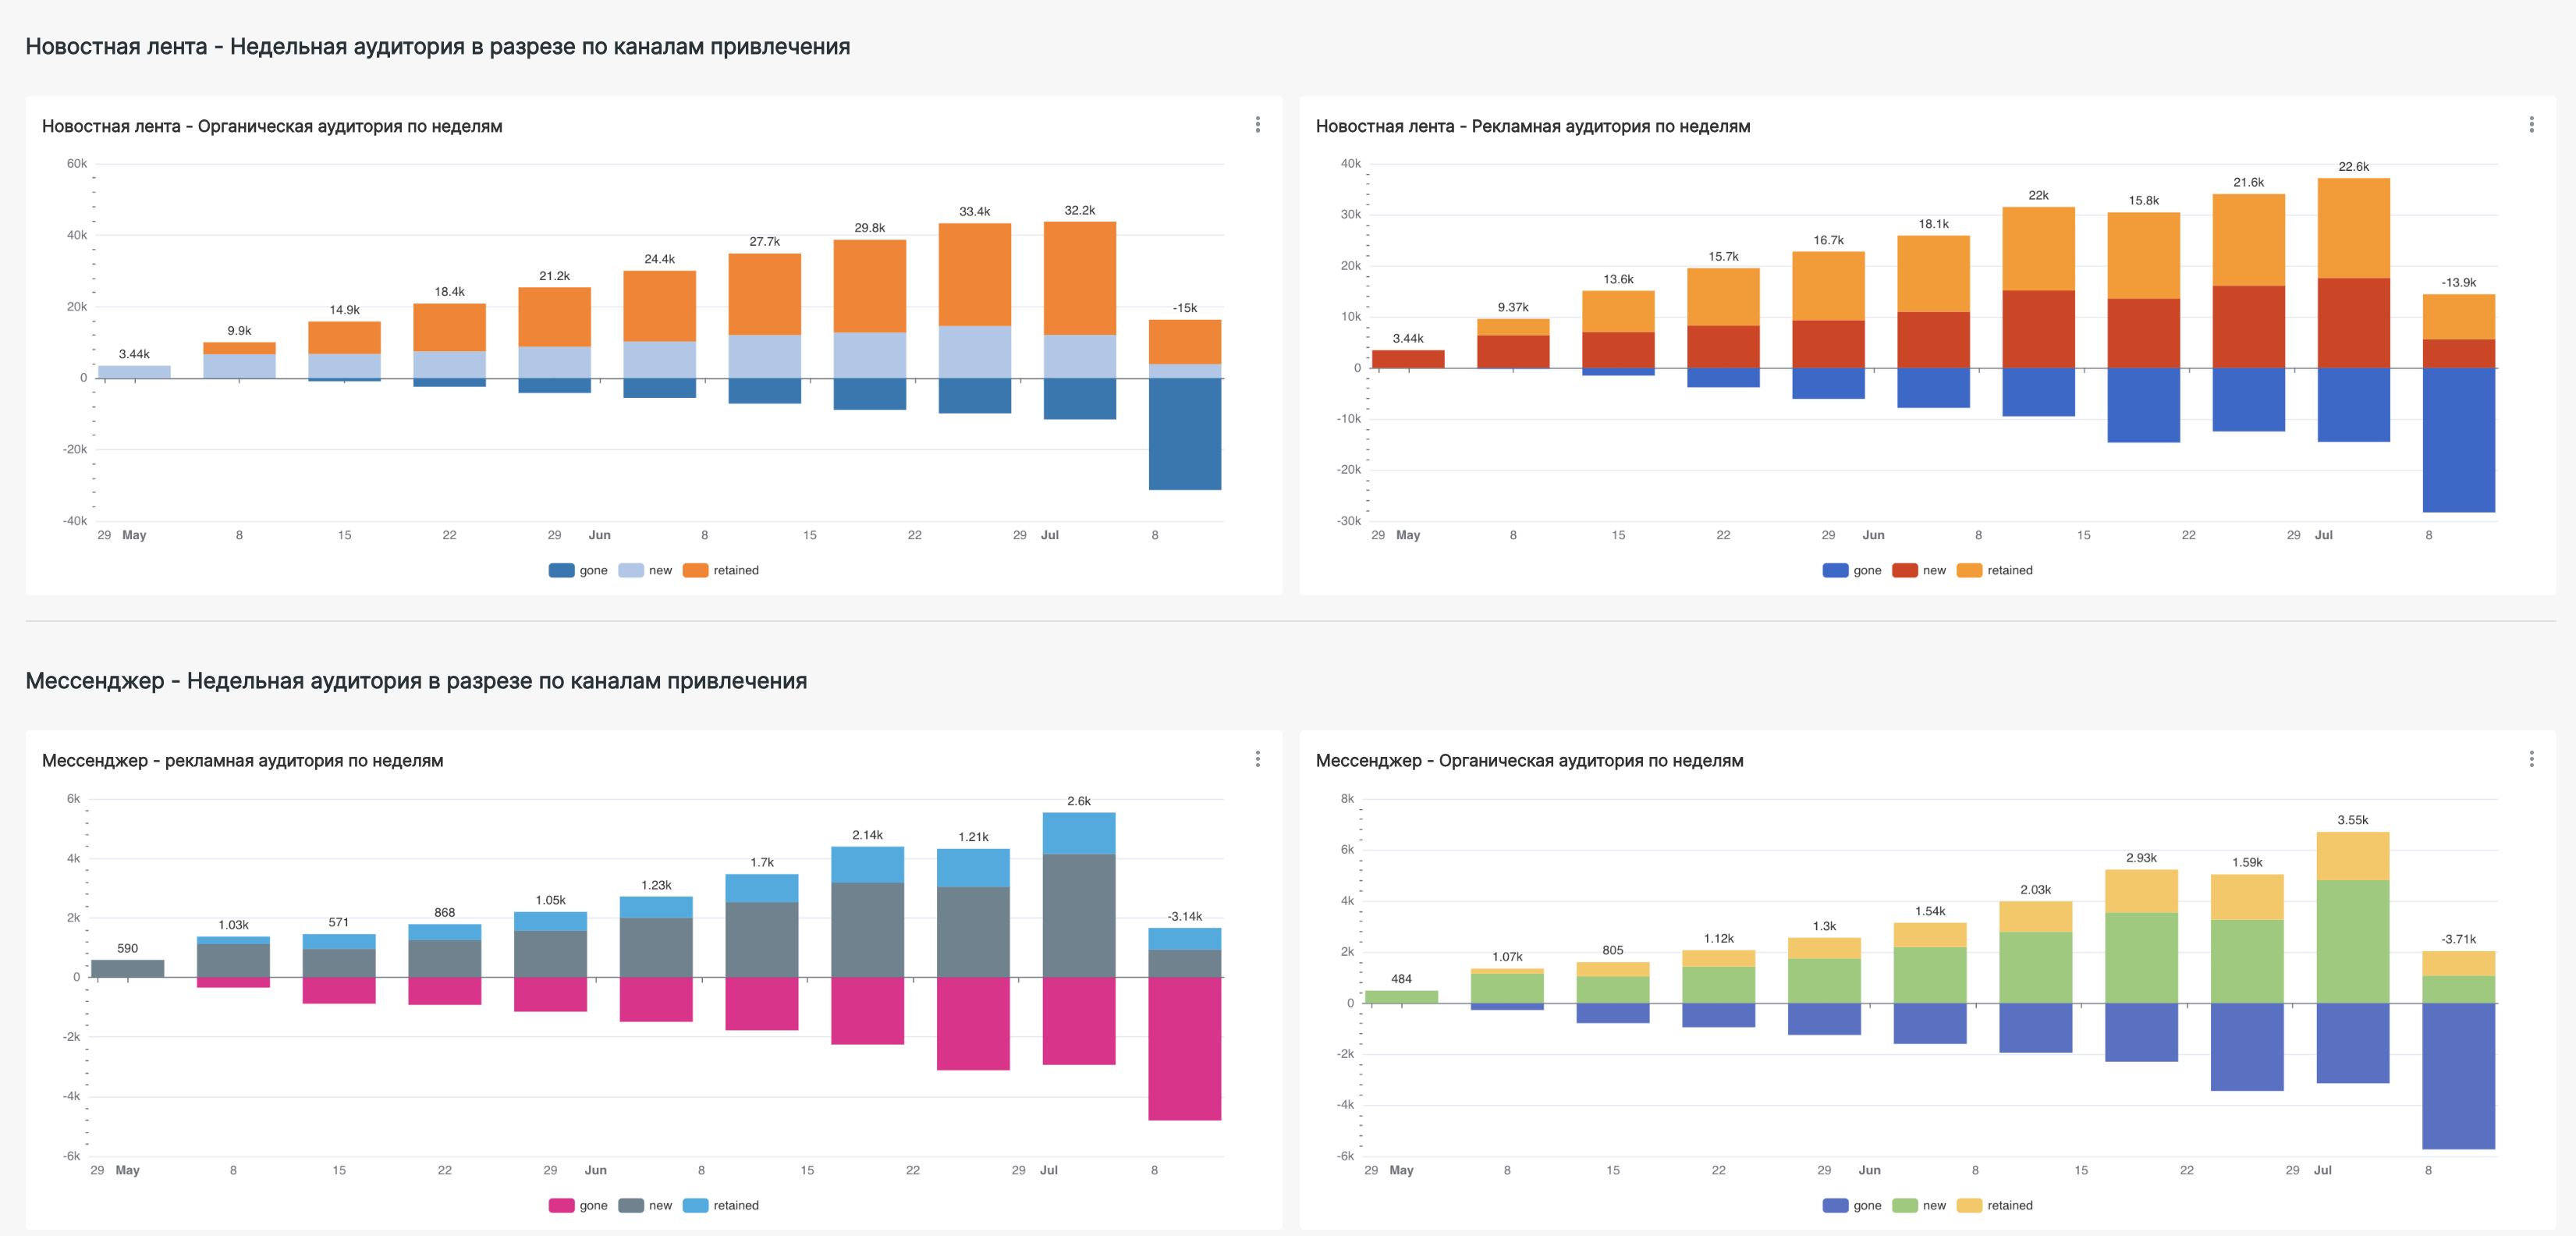 Новостная лента - Недельная аудитория в разрезе по каналам привлечения
Новостная лента - Органическая аудитория по неделям
60k
40k
20k
0
-20k
-40k
3.44k
9.9k
14.9k
18.4k
21.2k
24.4k
27.7k
29.8k
33.4k
32.2k
-15k
29 May 8 15 22 29 Jun 8 15 22 29 Jul 8
gone new retained
Новостная лента - Рекламная аудитория по неделям
40k
30k
20k
10k
0
-10k
-20k
-30k
3.44k
9.37k
13.6k
15.7k
16.7k
18.1k
22k
15.8k
21.6k
22.6k
-13.9k
29 May 8 15 22 29 Jun 8 15 22 29 Jul 8
gone new retained
Мессенджер - Недельная аудитория в разрезе по каналам привлечения
Мессенджер - рекламная аудитория по неделям
6k
4k
2k
0
-2k
-4k
-6k
590
1.03k
571
868
1.05k
1.23k
1.7k
2.14k
1.21k
2.6k
-3.14k
29 May 8 15 22 29 Jun 8 15 22 29 Jul 8
gone new retained
Мессенджер - Органическая аудитория по неделям
8k
6k
4k
2k
0
-2k
-4k
-6k
484
1.07k
805
1.12k
1.3k
1.54k
2.03k
2.93k
1.59k
3.55k
-3.71k
29 May 8 15 22 29 Jun 8 15 22 29 Jul 8
gone new retained